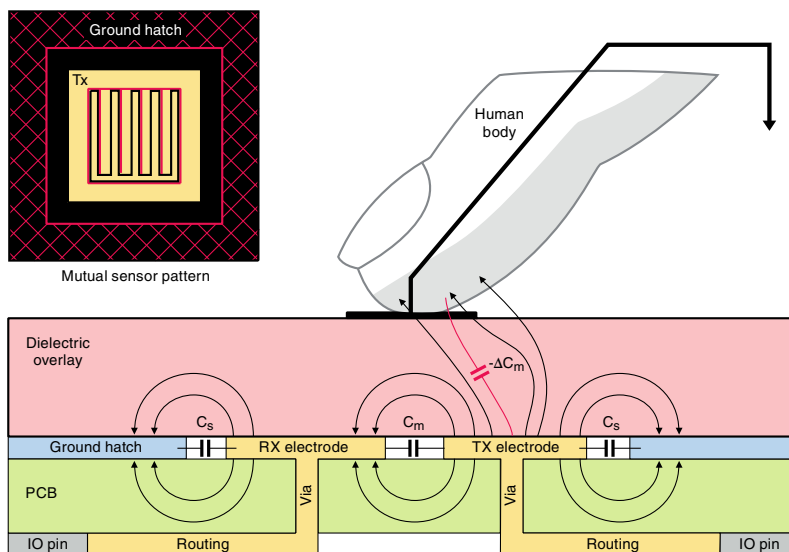 Ground hatch
Tx
Mutual sensor pattern
Human
body
Dielectric
overlay
-ΔCm
Cs
Cm
Cs
Ground hatch
RX electrode
TX electrode
PCB
Via
Via
IO pin
Routing
Routing
IO pin